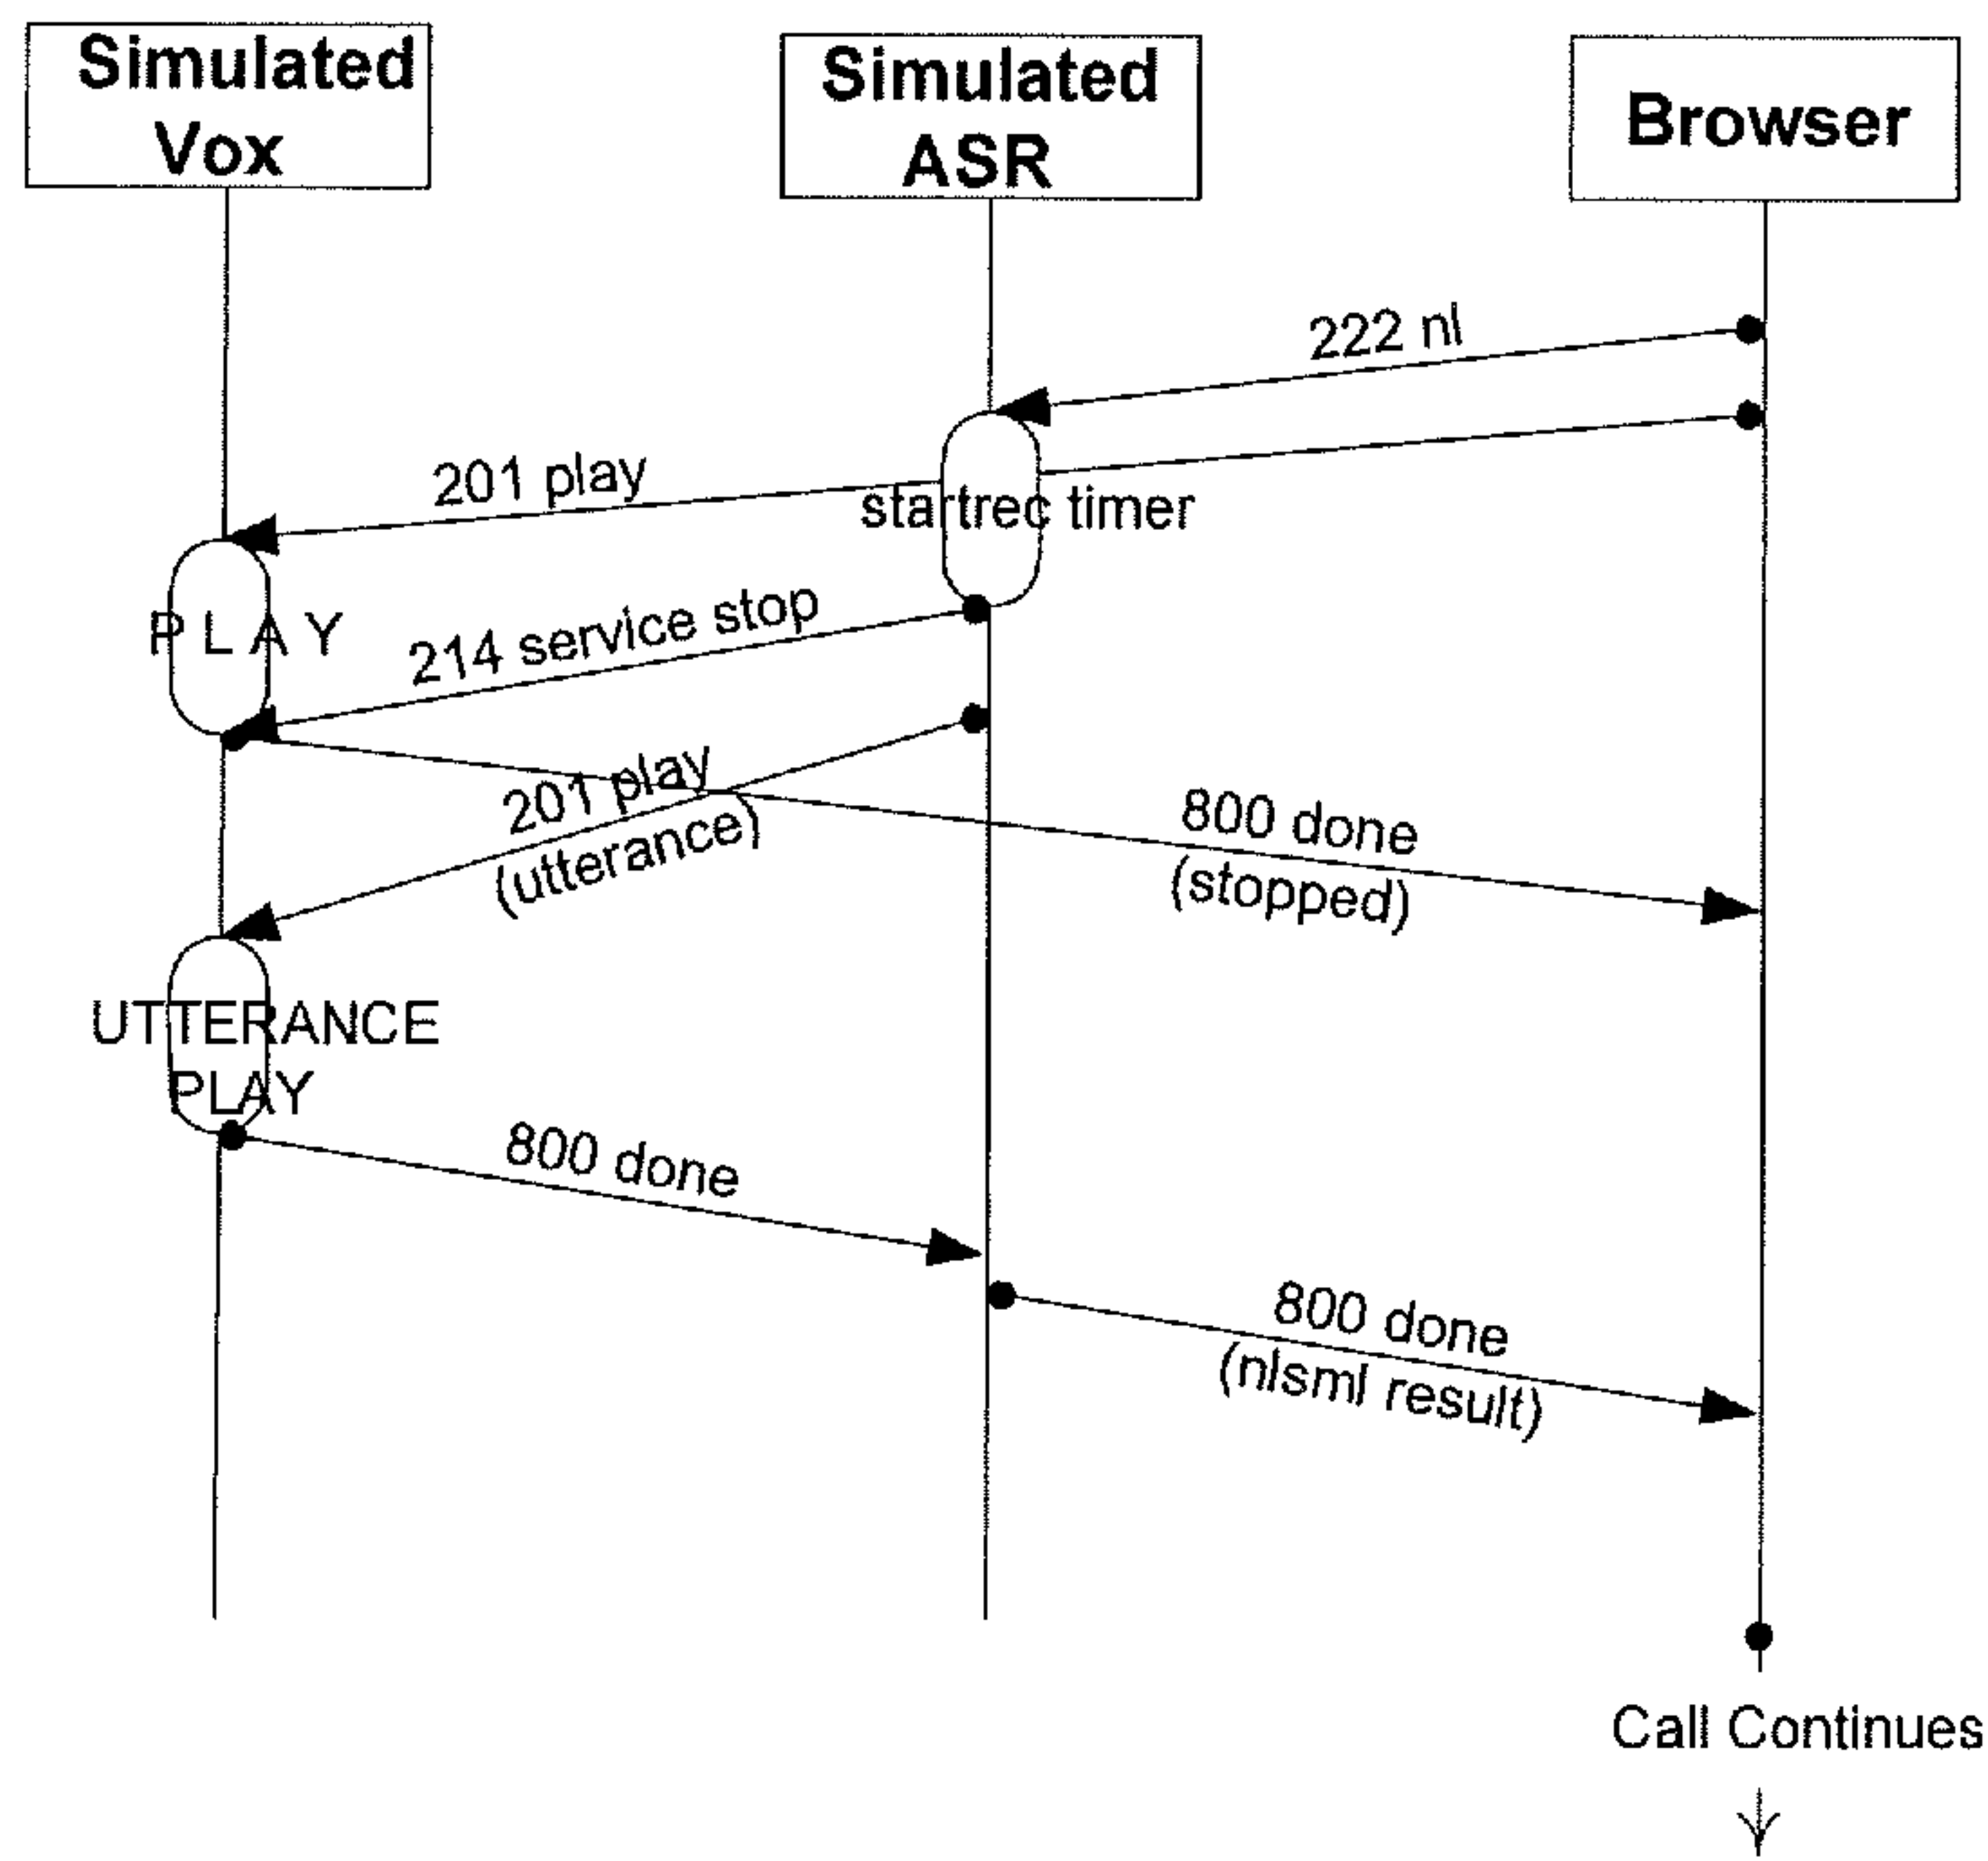 Simulated
Vox
Simulated
ASR
Browser
222 nl
201 play
startrec timer
P L A Y
214 service stop
201 play
(utterance)
800 done
(stopped)
UTTERANCE
PLAY
800 done
800 done
(nlsml result)
Call Continues